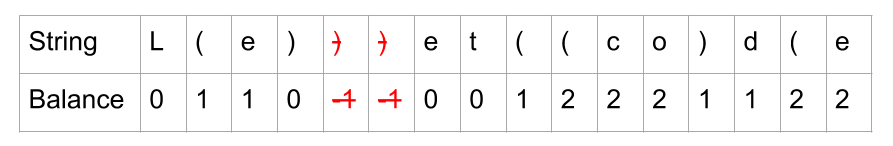 String L ( e ) ) ) e t ( ( c o ) d ( e
Balance 0 1 1 0 -1 -1 0 0 1 2 2 2 1 1 2 2